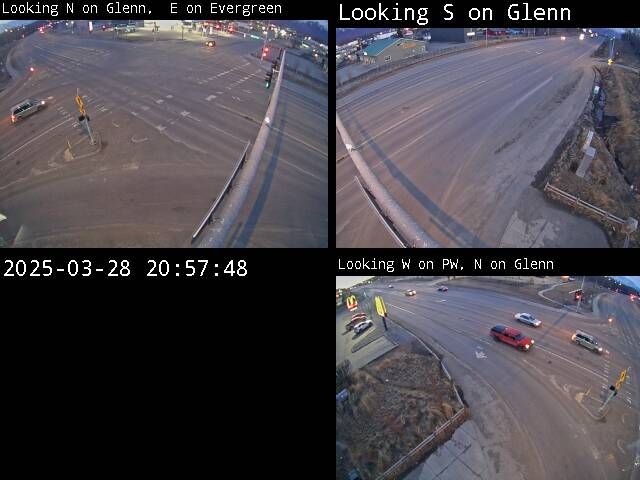 Looking N on Glenn,  E on Evergreen
Looking S on Glenn
2025-03-28 20:57:48
Looking W on PW, N on Glenn